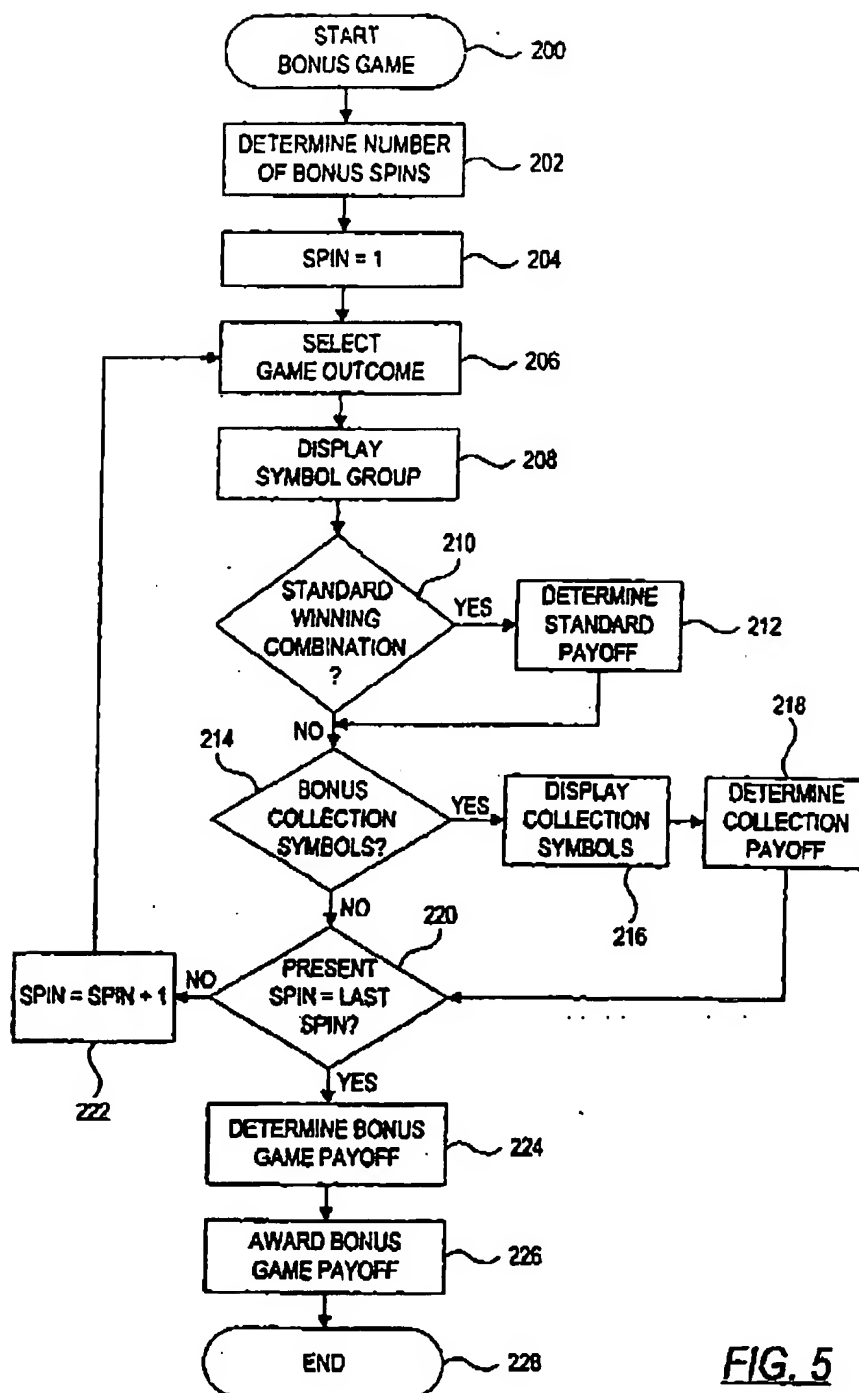 START
BONUS GAME
200
DETERMINE NUMBER
OF BONUS SPINS
202
SPIN = 1
204
SELECT
GAME OUTCOME
206
DISPLAY
SYMBOL GROUP
208
210
STANDARD
WINNING
COMBINATION
?
YES
DETERMINE
STANDARD
PAYOFF
212
NO
214
BONUS
COLLECTION
SYMBOLS?
YES
DISPLAY
COLLECTION
SYMBOLS
216
218
DETERMINE
COLLECTION
PAYOFF
NO
220
PRESENT
SPIN = LAST
SPIN?
NO
SPIN = SPIN + 1
222
YES
DETERMINE BONUS
GAME PAYOFF
224
AWARD BONUS
GAME PAYOFF
226
END
228
FIG. 5